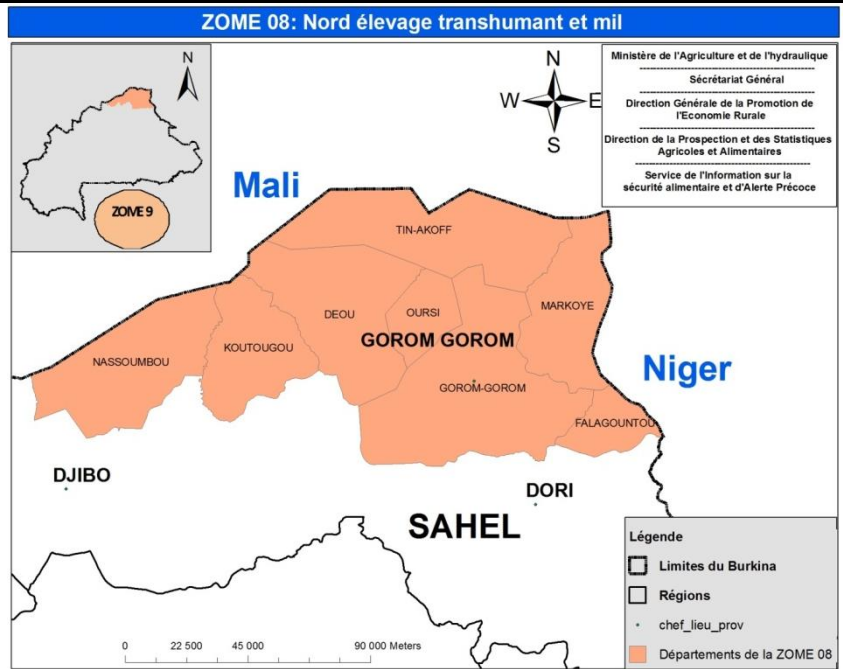 ZOME 08: Nord élevage transhumant et mil
N
ZOME 9
N
W E
S
Ministère de l'Agriculture et de l'hydraulique
Sécrétariat Général
Direction Générale de la Promotion de
l'Economie Rurale
Direction de la Prospection et des Statistiques
Agricoles et Alimentaires
Service de l'Information sur la
sécurité alimentaire et d'Alerte Précoce
Mali
TIN-AKOFF
MARKOYE
DEOU
OURSI
GOROM GOROM
KOUTOUGOU
NASSOUMBOU
Niger
GOROM-GOROM
FALAGOUNTOU
DJIBO
DORI
SAHEL
Légende
Limites du Burkina
Régions
chef_lieu_prov
Départements de la ZOME 08
0 22 500 45 000 90 000 Meters